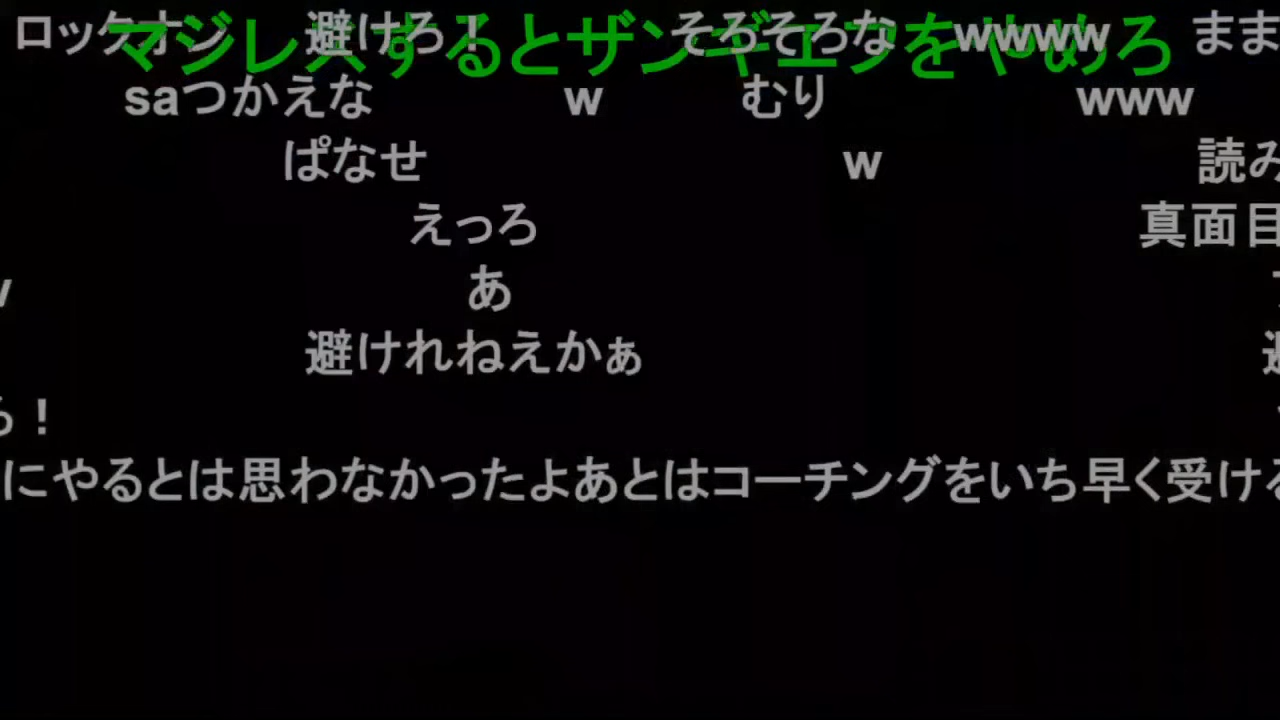 マジレスするとザンギエフをやめろ
ロックオン 避けろ! そろそろな wwww まま
saつかえな w むり www
ぱなせ w 読み
えっろ 真面目
あ
避けれねえかぁ
ろ!
にやるとは思わなかったよあとはコーチングをいち早く受ける